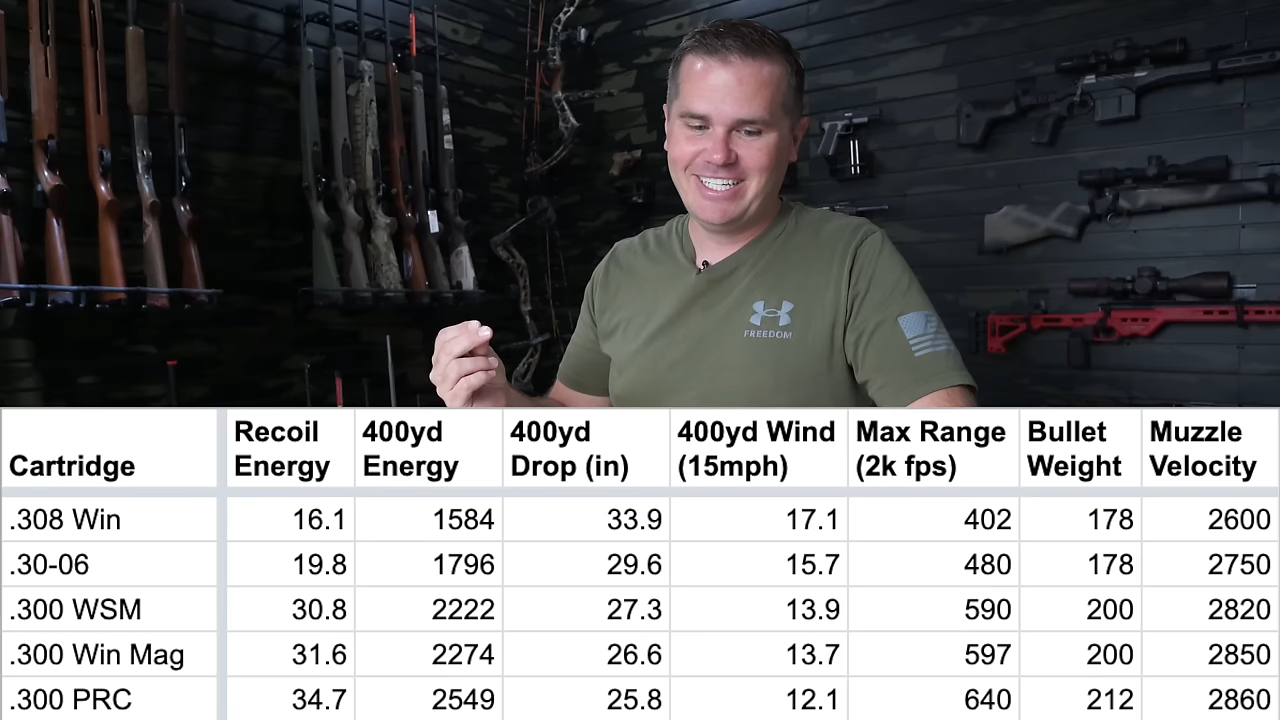 FREEDOM
Cartridge Recoil Energy 400yd Energy 400yd Drop (in) 400yd Wind (15mph) Max Range (2k fps) Bullet Weight Muzzle Velocity
.308 Win 16.1 1584 33.9 17.1 402 178 2600
.30-06 19.8 1796 29.6 15.7 480 178 2750
.300 WSM 30.8 2222 27.3 13.9 590 200 2820
.300 Win Mag 31.6 2274 26.6 13.7 597 200 2850
.300 PRC 34.7 2549 25.8 12.1 640 212 2860